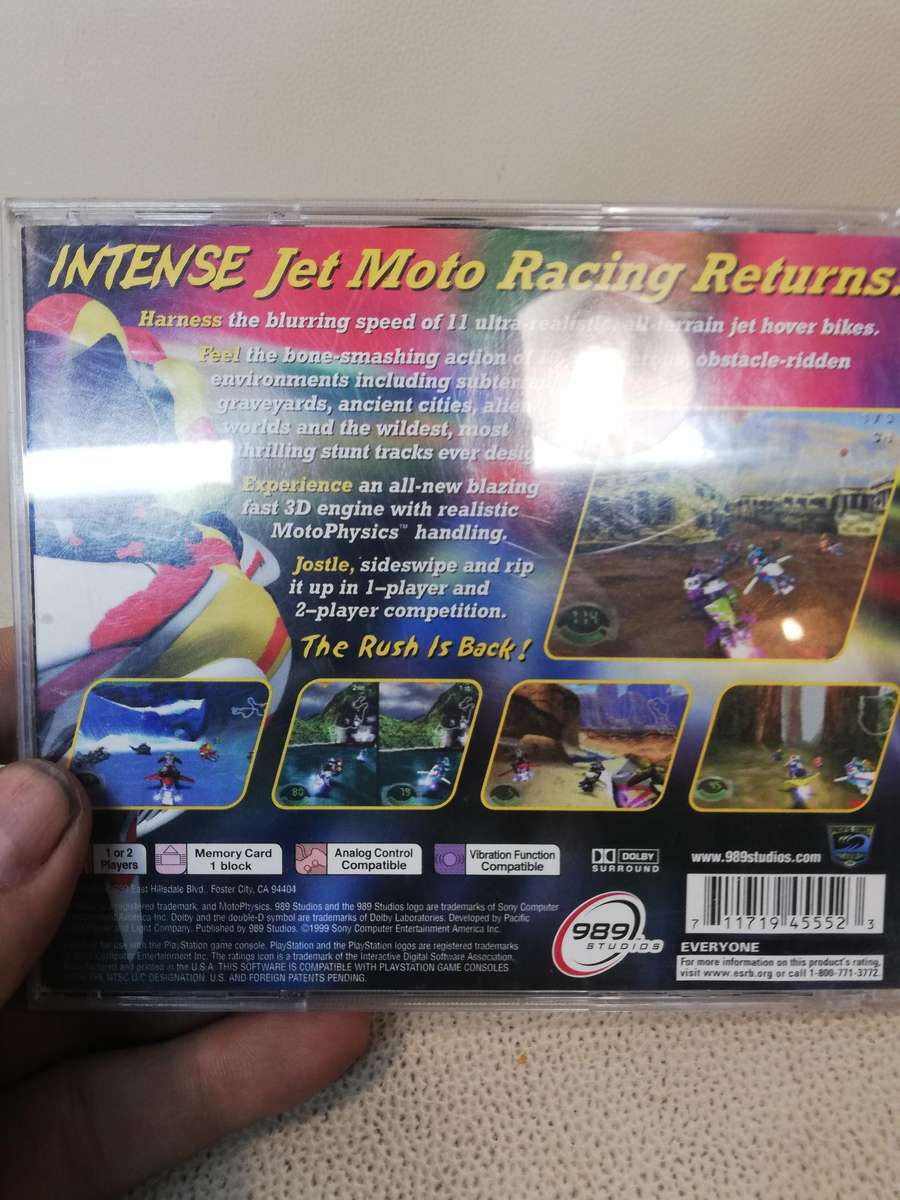 INTENSE Jet Moto Racing Returns.
Harness the blurring speed of 11 ultra-realistic, all-terrain jet hover bikes.
Feel the bone-smashing action of obstacle-ridden
environments including
graveyards, ancient cities, alien
worlds and the wildest, most
thrilling stunt tracks ever
Experience an all-new blazing
fast 3D engine with realistic
MotoPhysics™ handling.
Jostle, sideswipe and rip
it up in 1-player and
2-player competition.
The Rush Is Back!
1 or 2
Players
Memory Card
1 block
Analog Control
Compatible
Vibration Function
Compatible
DOLBY
SURROUND
www.989studios.com
East Hillsdale Blvd. Foster City, CA 94404
registered trademark, and MotoPhysics, 989 Studios and the 989 Studios logo are trademarks of Sony Computer
America Inc. Dolby and the double-D symbol are trademarks of Dolby Laboratories. Developed by Pacific
and Light Company. Published by 989 Studios. ©1999 Sony Computer Entertainment America Inc.
for use with the PlayStation game console. PlayStation and the PlayStation logos are registered trademarks
Computer Entertainment Inc. The ratings icon is a trademark of the Interactive Digital Software Association.
and printed in the U.S.A. THIS SOFTWARE IS COMPATIBLE WITH PLAYSTATION GAME CONSOLES
NTSC U/C DESIGNATION. U.S. AND FOREIGN PATENTS PENDING.
989
STUDIOS
7 11719 45552 3
EVERYONE
For more information on this product's rating,
visit www.esrb.org or call 1-800-771-3772.